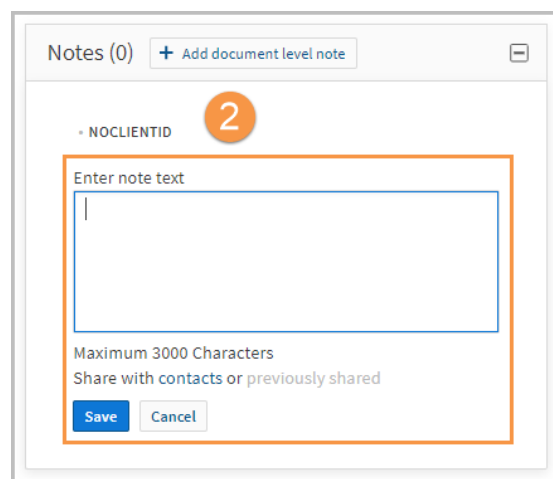 Notes (0) + Add document level note
• NOCLIENTID
2
Enter note text
Maximum 3000 Characters
Share with contacts or previously shared
Save Cancel